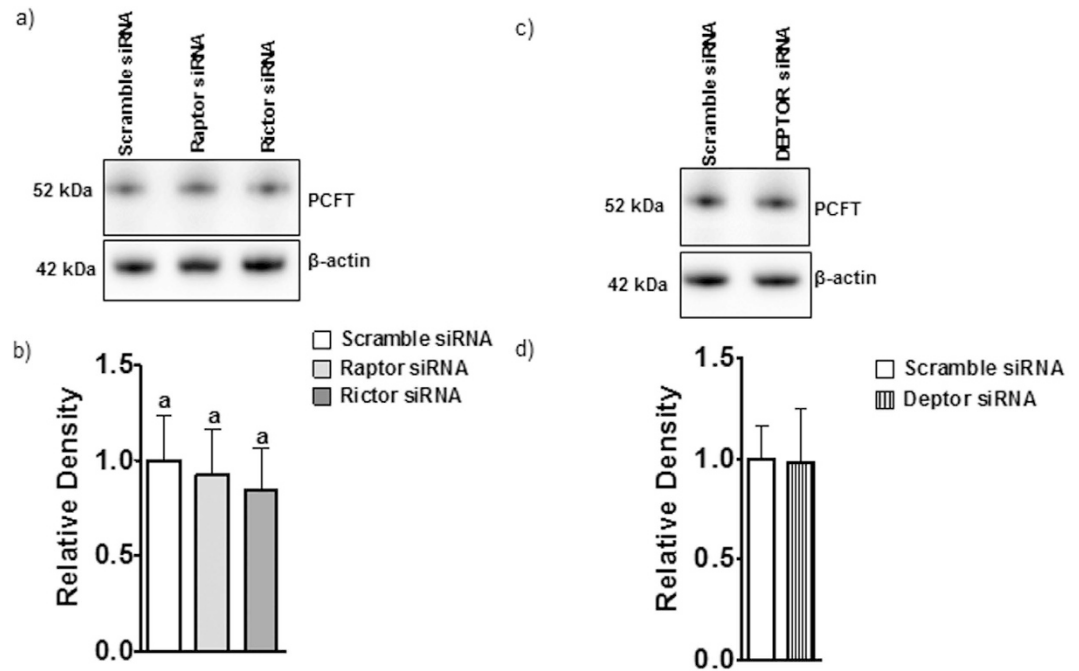 a)
Scramble siRNA
Raptor siRNA
Rictor siRNA
52 kDa
PCFT
42 kDa
β-actin
b)
Scramble siRNA
Raptor siRNA
Rictor siRNA
Relative Density
1.5
1.0
0.5
0.0
a
a
a
c)
Scramble siRNA
DEPTOR siRNA
52 kDa
PCFT
42 kDa
β-actin
d)
Scramble siRNA
Deptor siRNA
Relative Density
1.5
1.0
0.5
0.0